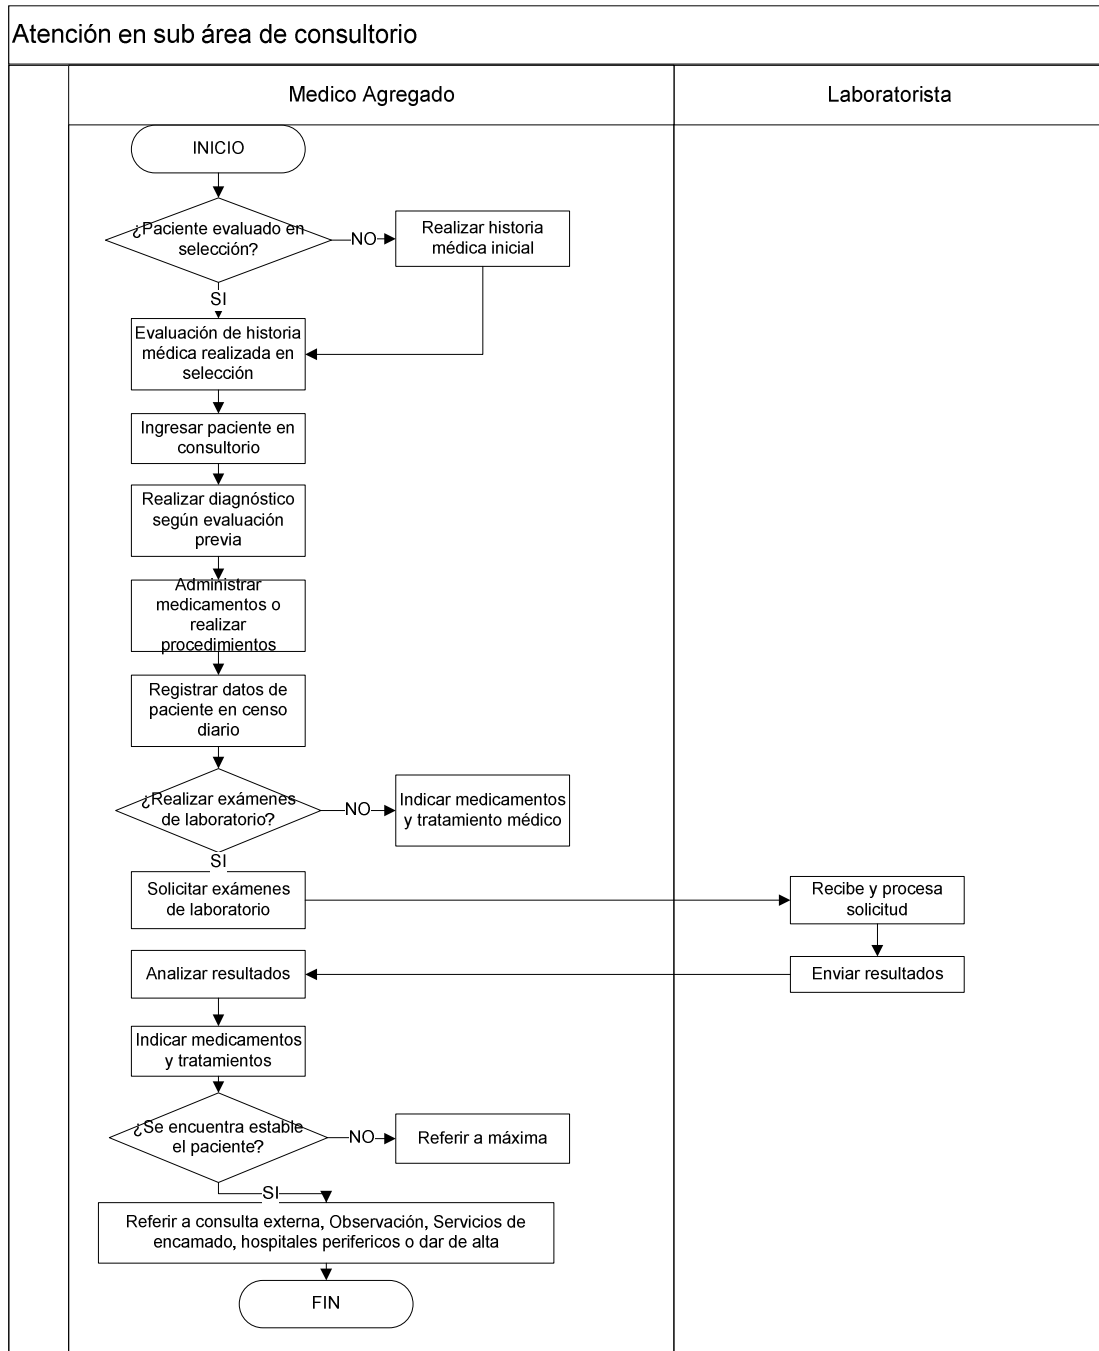 Atención en sub área de consultorio
Medico Agregado
Laboratorista
INICIO
¿Paciente evaluado en
selección?
NO
Realizar historia
médica inicial
SI
Evaluación de historia
médica realizada en
selección
Ingresar paciente en
consultorio
Realizar diagnóstico
según evaluación
previa
Administrar
medicamentos o
realizar
procedimientos
Registrar datos de
paciente en censo
diario
¿Realizar exámenes
de laboratorio?
NO
Indicar medicamentos
y tratamiento médico
SI
Solicitar exámenes
de laboratorio
Recibe y procesa
solicitud
Analizar resultados
Enviar resultados
Indicar medicamentos
y tratamientos
¿Se encuentra estable
el paciente?
NO
Referir a máxima
SI
Referir a consulta externa, Observación, Servicios de
encamado, hospitales perifericos o dar de alta
FIN